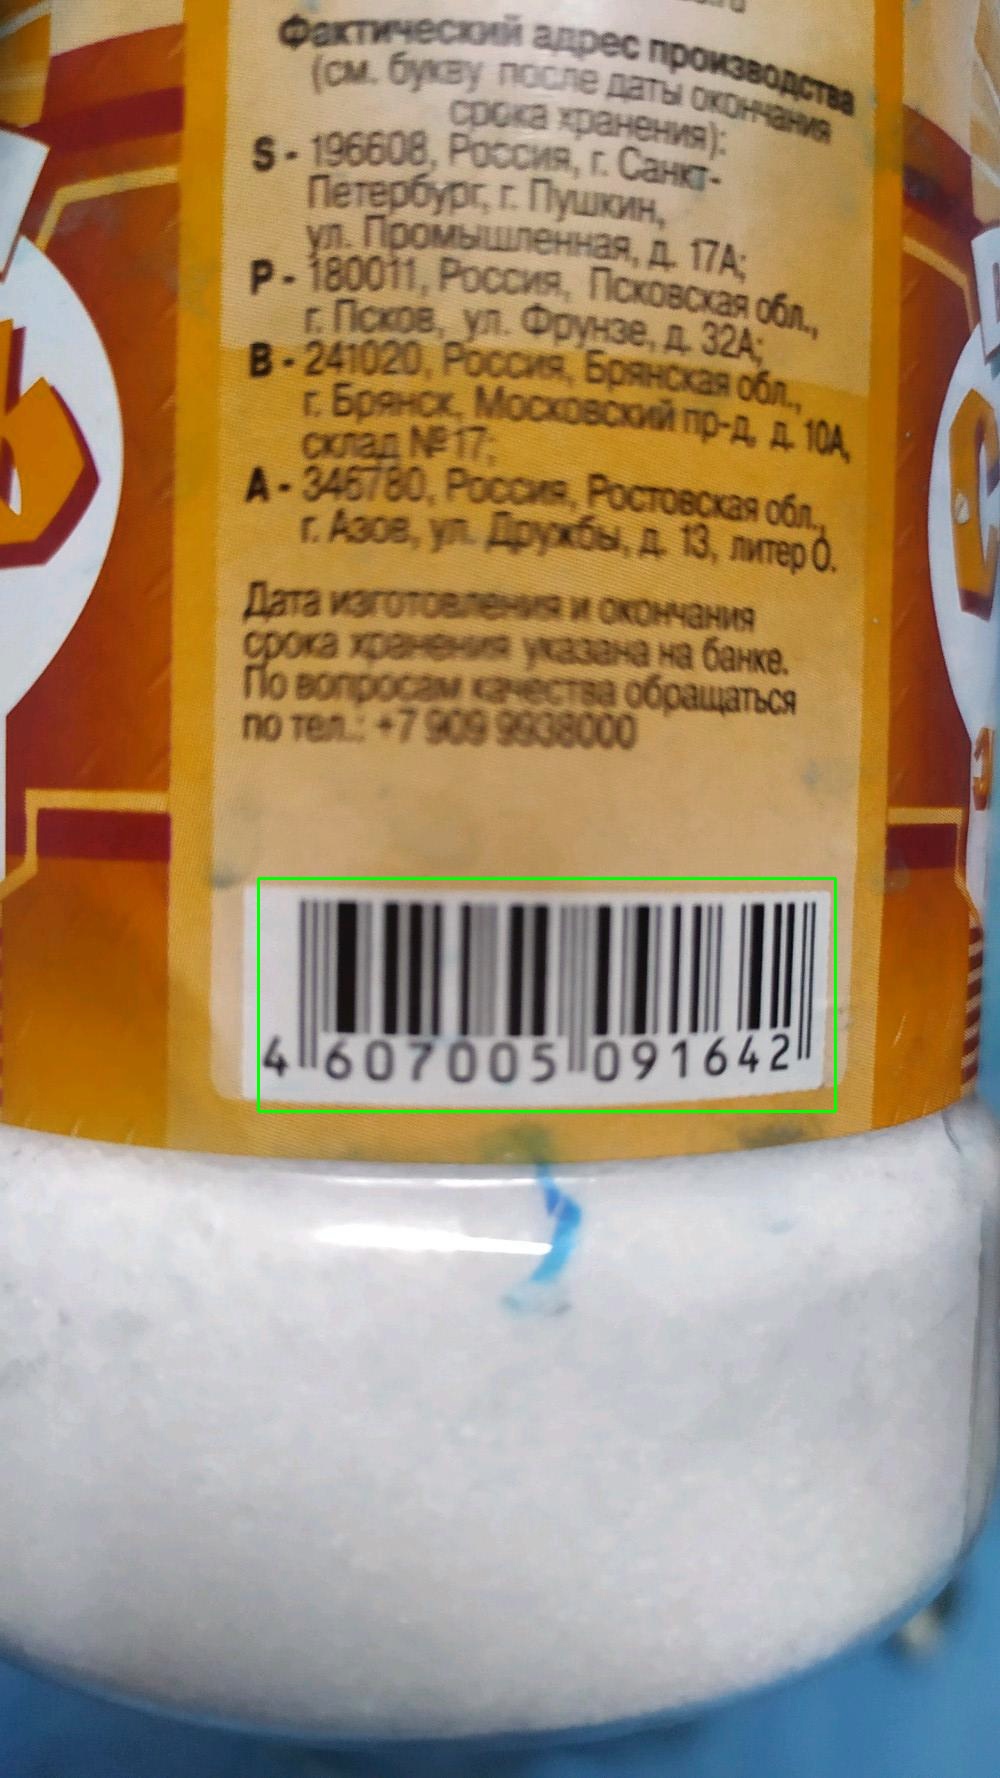 Фактический адрес производства
(см. букву после даты окончания
срока хранения):
S - 196608, Россия, г. Санкт-
Петербург, г. Пушкин,
ул. Промышленная, д. 17А;
P - 180011, Россия, Псковская обл.,
г. Псков, ул. Фрунзе, д. 32А;
B - 241020, Россия, Брянская обл.,
г. Брянск, Московский пр-д, д. 10А,
склад №17;
A - 346780, Россия, Ростовская обл.,
г. Азов, ул. Дружбы, д. 13, литер О.
Дата изготовления и окончания
срока хранения указана на банке.
По вопросам качества обращаться
по тел.: +7 909 9938000
4 607005 091642